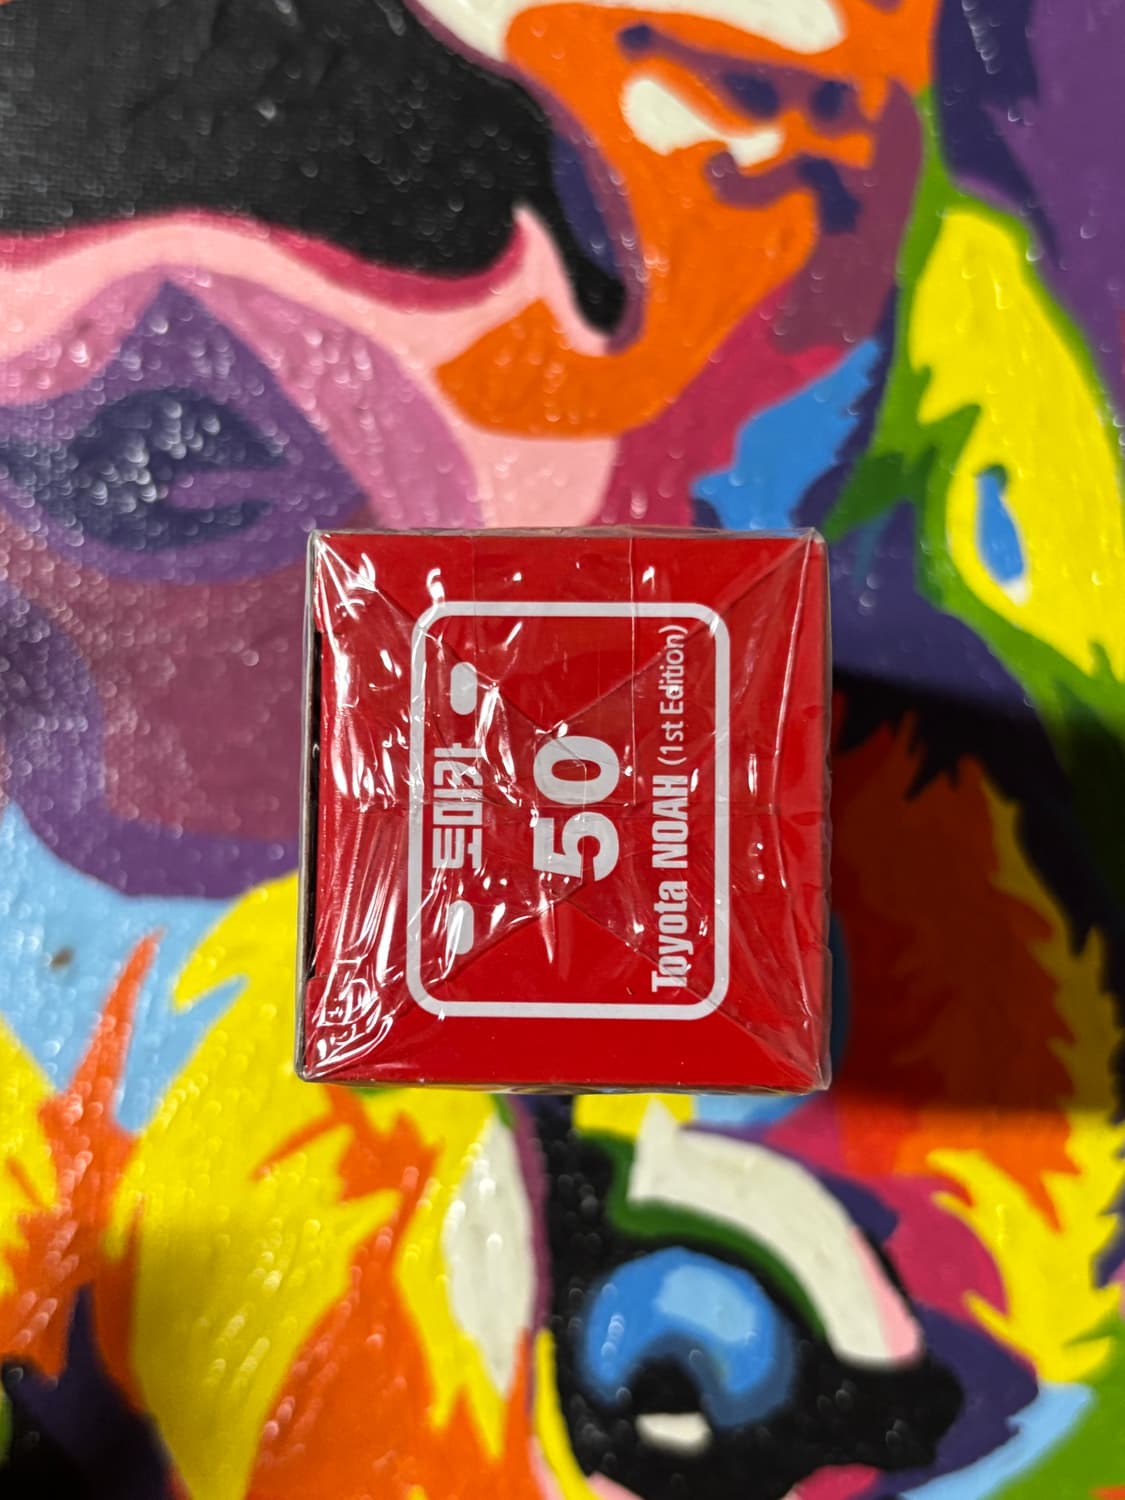 토미카
50
Toyota NOAH (1st Edition)